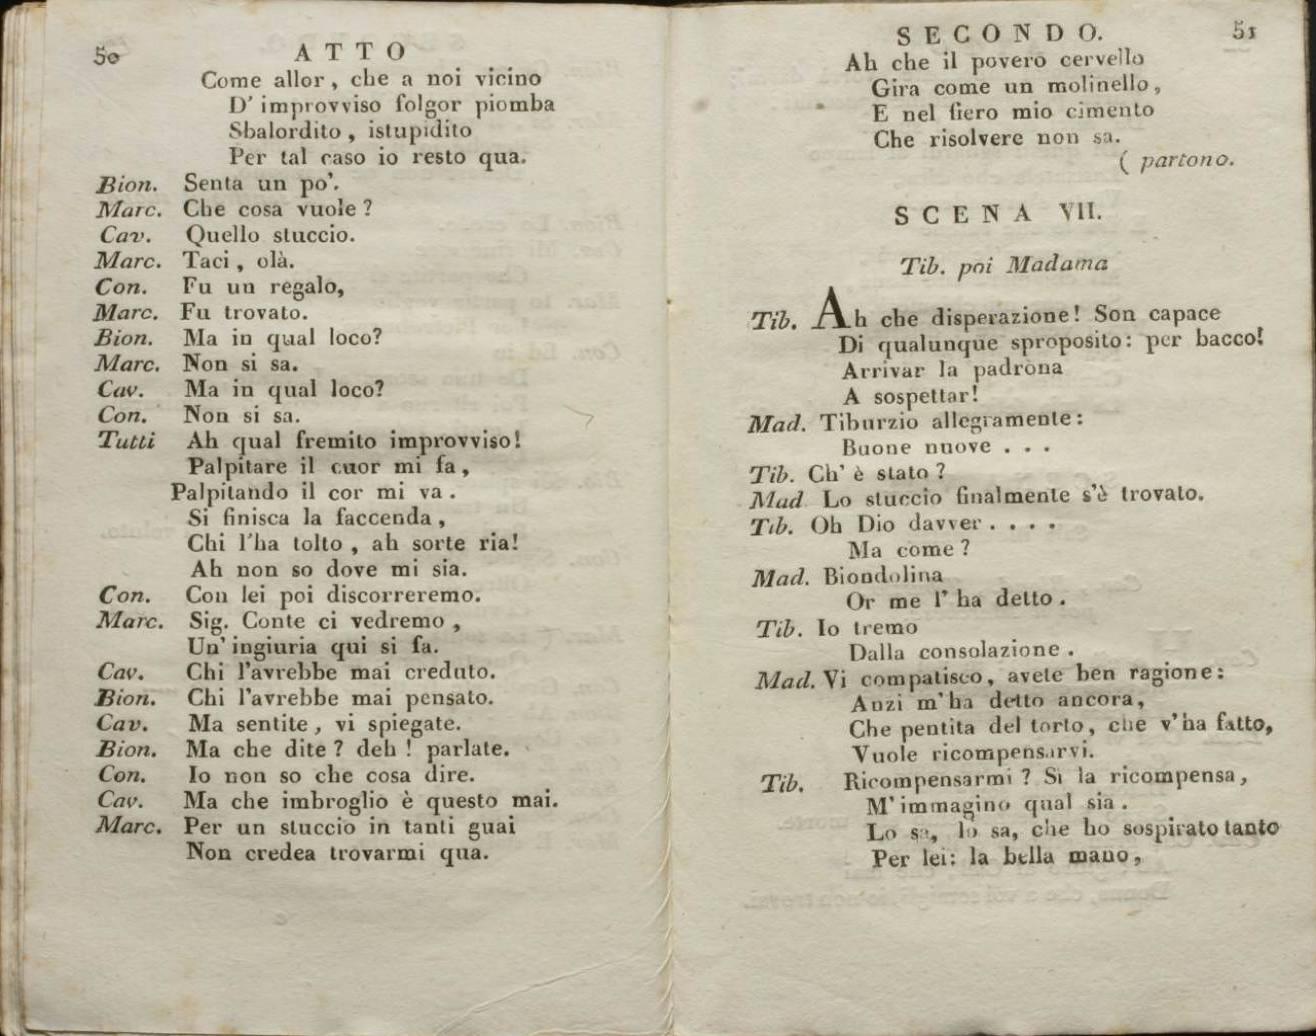 50
ATTO
Come allor, che a noi vicino
D' improvviso folgor piomba
Sbalordito, istupidito
Per tal caso io resto qua.
Bion. Senta un po'.
Marc. Che cosa vuole?
Cav. Quello stuccio.
Marc. Taci, olà.
Con. Fu un regalo,
Marc. Fu trovato.
Bion. Ma in qual loco?
Marc. Non si sa.
Cav. Ma in qual loco?
Con. Non si sa.
Tutti Ah qual fremito improvviso!
Palpitare il cuor mi fa,
Palpitando il cor mi va.
Si finisca la faccenda,
Chi l'ha tolto, ah sorte ria!
Ah non so dove mi sia.
Con. Con lei poi discorreremo.
Marc. Sig. Conte ci vedremo,
Un' ingiuria qui si fa.
Cav. Chi l'avrebbe mai creduto.
Bion. Chi l'avrebbe mai pensato.
Cav. Ma sentite, vi spiegate.
Bion. Ma che dite? deh! parlate.
Con. Io non so che cosa dire.
Cav. Ma che imbroglio è questo mai.
Marc. Per un stuccio in tanti guai
Non credea trovarmi qua.
SECONDO.
51
Ah che il povero cervello
Gira come un molinello,
E nel fiero mio cimento
Che risolvere non sa.
( partono.
SCENA VII.
Tib. poi Madama
Tib. Ah che disperazione! Son capace
Di qualunque sproposito: per bacco!
Arrivar la padrona
A sospettar!
Mad. Tiburzio allegramente:
Buone nuove . . .
Tib. Ch' è stato?
Mad. Lo stuccio finalmente s'è trovato.
Tib. Oh Dio davver . . . .
Ma come?
Mad. Biondolina
Or me l' ha detto.
Tib. Io tremo
Dalla consolazione.
Mad. Vi compatisco, avete ben ragione:
Anzi m' ha detto ancora,
Che pentita del torto, che v' ha fatto,
Vuole ricompensarvi.
Tib. Ricompensarmi? Si la ricompensa,
M' immagino qual sia.
Lo sa, lo sa, che ho sospirato tanto
Per lei: la bella mano,